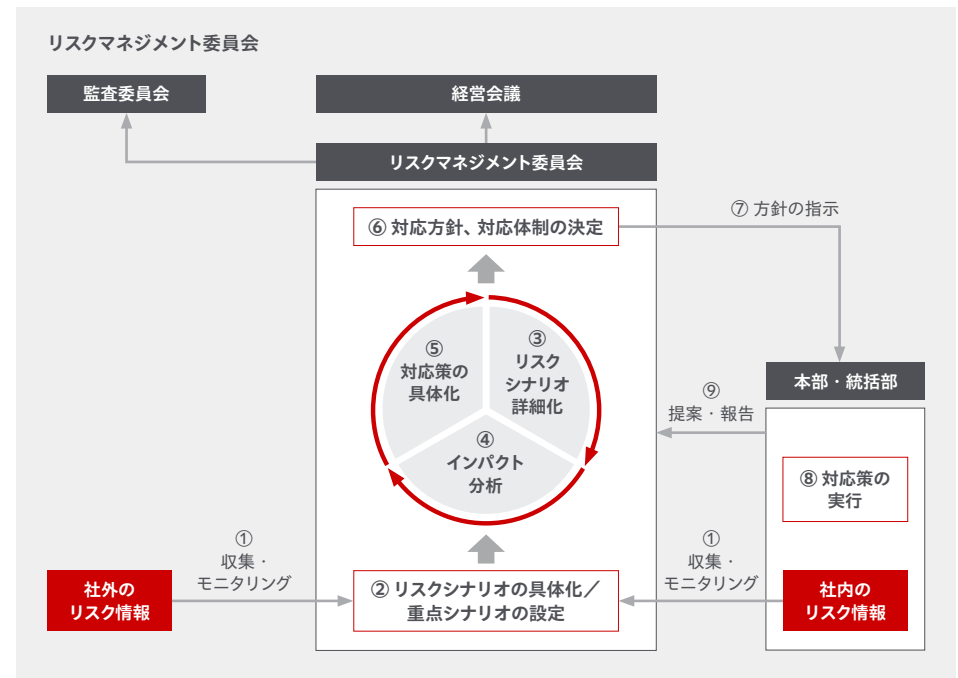 リスクマネジメント委員会
監査委員会
経営会議
リスクマネジメント委員会
⑥ 対応方針、対応体制の決定
⑦ 方針の指示
③
リスク
シナリオ
詳細化
⑤
対応策の
具体化
④
インパクト
分析
本部・統括部
⑨
提案・報告
⑧ 対応策の
実行
①
収集・
モニタリング
社外の
リスク情報
② リスクシナリオの具体化／
重点シナリオの設定
①
収集・
モニタリング
社内の
リスク情報